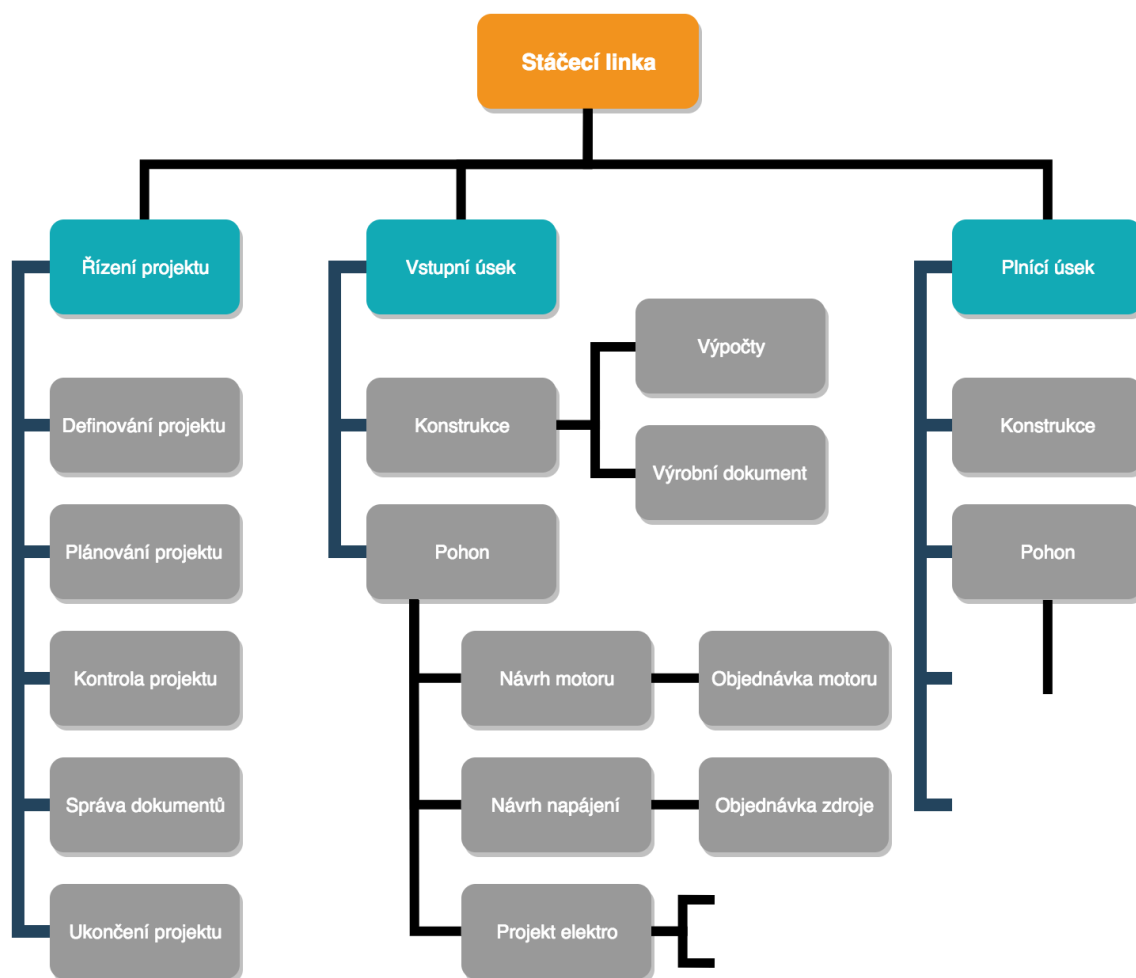 Stáčecí linka
Řízení projektu
Vstupní úsek
Plnící úsek
Výpočty
Definování projektu
Konstrukce
Konstrukce
Výrobní dokument
Plánování projektu
Pohon
Pohon
Kontrola projektu
Návrh motoru
Objednávka motoru
Správa dokumentů
Návrh napájení
Objednávka zdroje
Ukončení projektu
Projekt elektro